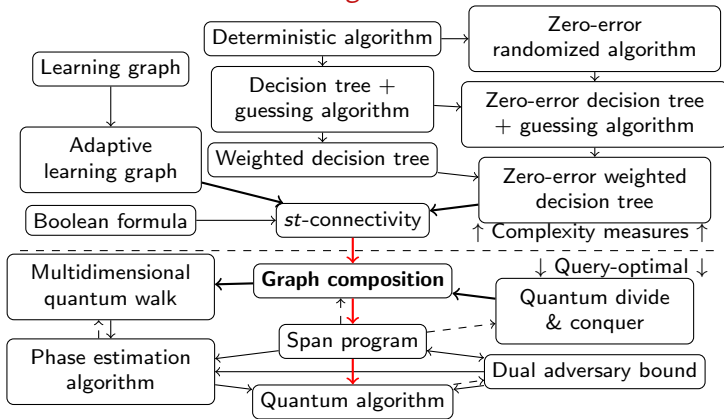 Deterministic algorithm
Zero-error
randomized algorithm
Learning graph
Decision tree +
guessing algorithm
Zero-error decision tree
+ guessing algorithm
Adaptive
learning graph
Weighted decision tree
Zero-error weighted
decision tree
Boolean formula
st-connectivity
↑ Complexity measures ↑
↓ Query-optimal ↓
Multidimensional
quantum walk
Graph composition
Quantum divide
& conquer
Span program
Phase estimation
algorithm
Dual adversary bound
Quantum algorithm